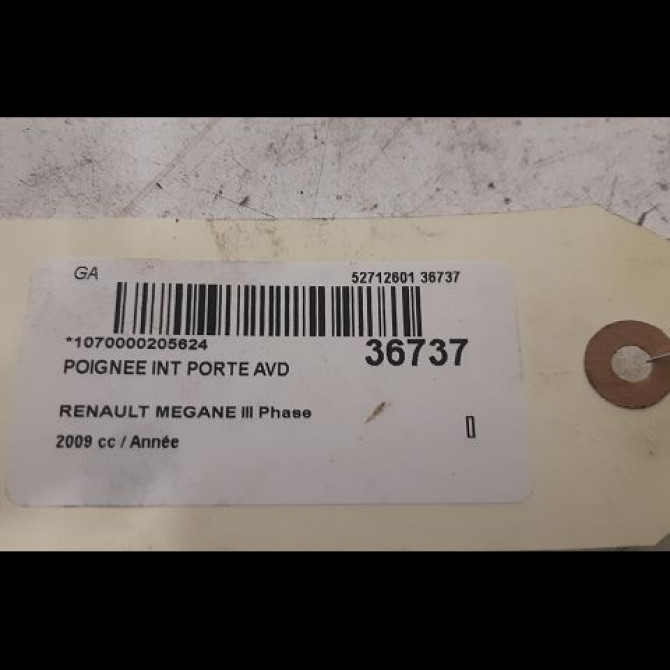 GA 52712601 36737
*1070000205624 36737
POIGNEE INT PORTE AVD
RENAULT MEGANE III Phase
2009 cc / Année